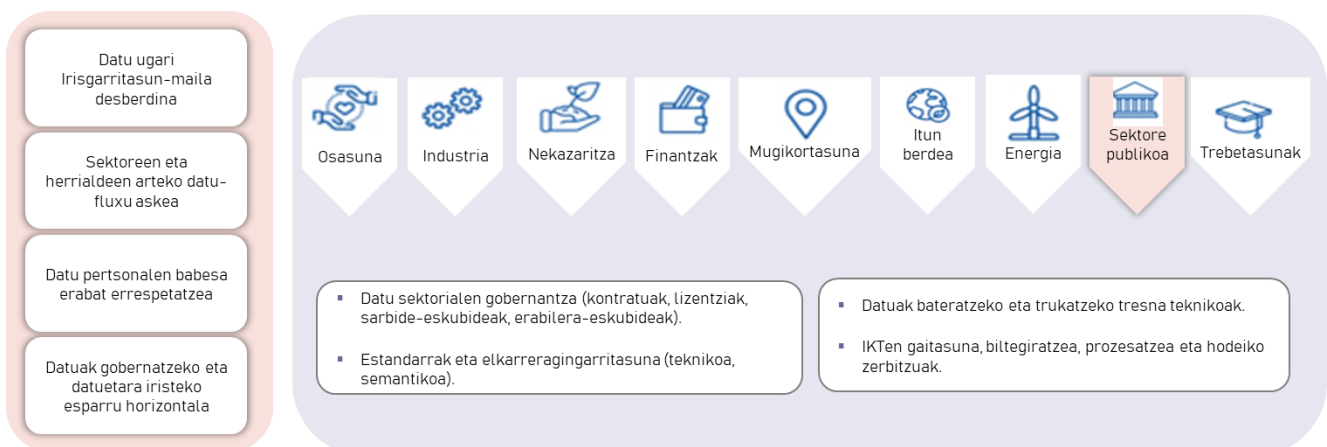 Datu ugari
Irisgarritasun-maila
desberdina
Sektoreen eta
herrialdeen arteko datu-
fluxu askea
Datu pertsonalen babesa
erabat errespetatzea
Datuak gobernatzeko eta
datuetara iristeko
esparru horizontala
Osasuna
Industria
Nekazaritza
Finantzak
Mugikortasuna
Itun
berdea
Energia
Sektore
publikoa
Trebetasunak
▪ Datu sektorialen gobernantza (kontratuak, lizentziak,
sarbide-eskubideak, erabilera-eskubideak).
▪ Estandarrak eta elkarreragingarritasuna (teknikoa,
semantikoa).
▪ Datuak bateratzeko eta trukatzeko tresna teknikoak.
▪ IKTen gaitasuna, biltegiratzea, prozesatzea eta hodeiko
zerbitzuak.